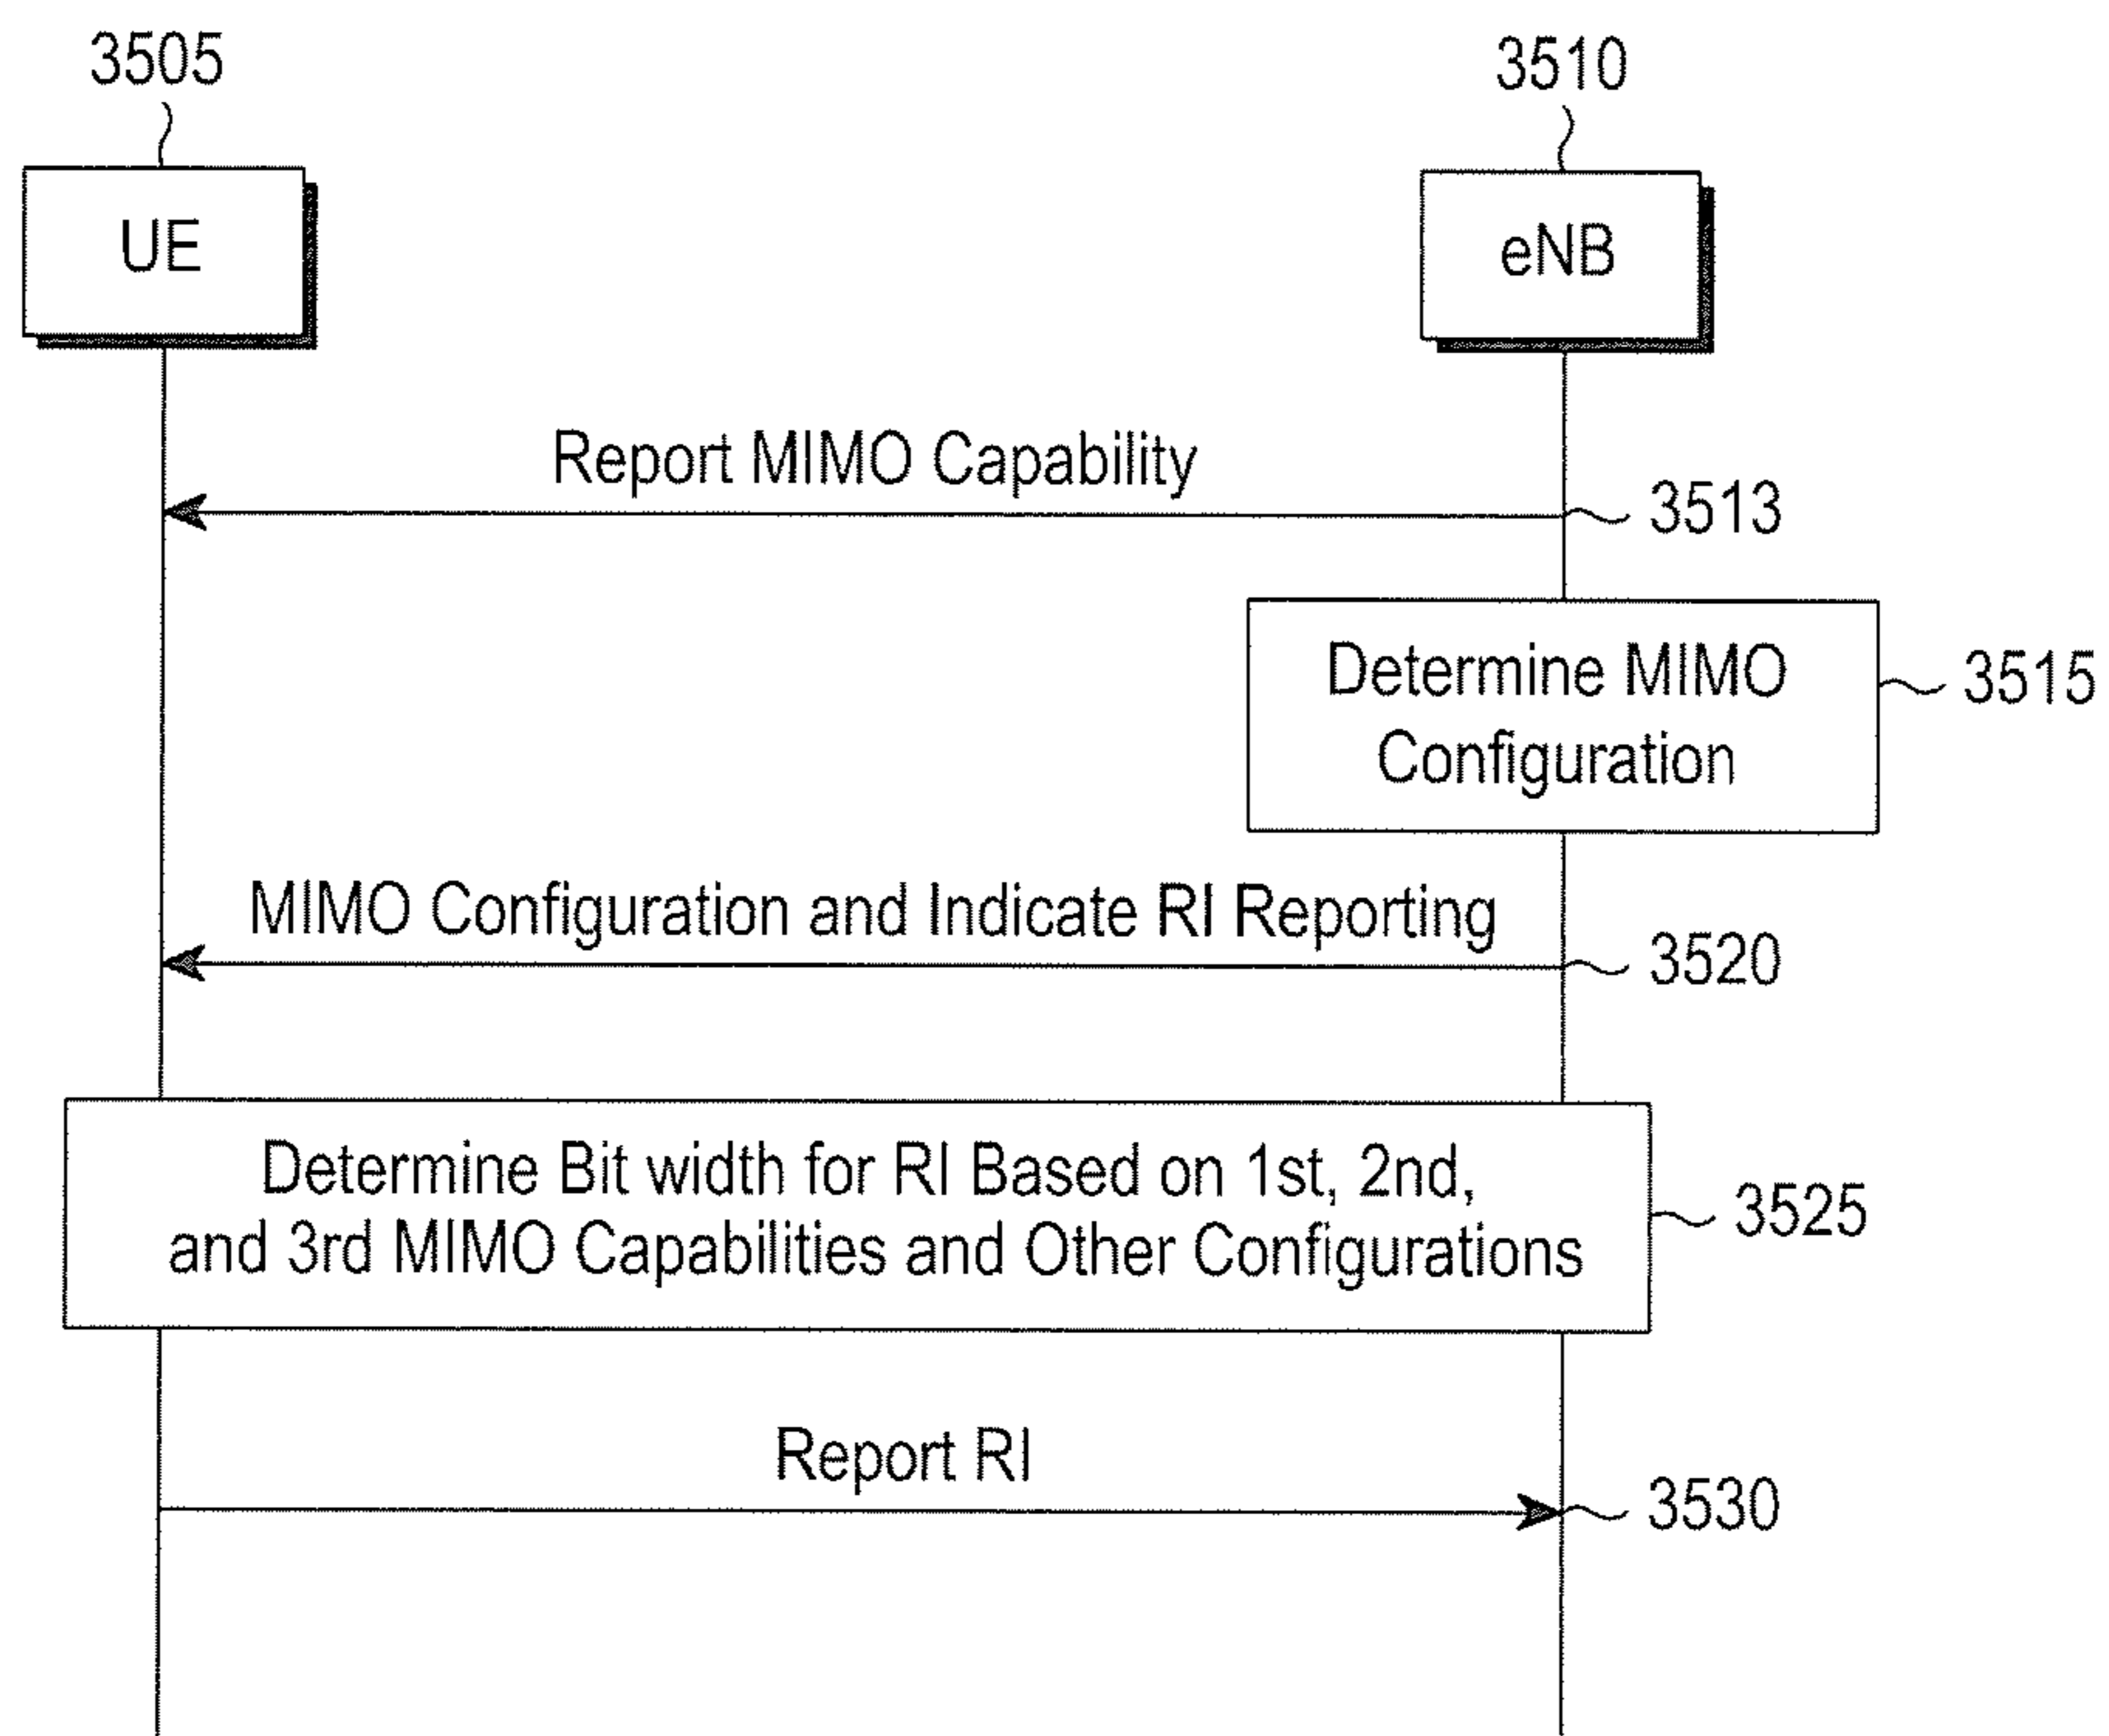 3505
3510
UE
eNB
Report MIMO Capability
3513
Determine MIMO
Configuration
3515
MIMO Configuration and Indicate RI Reporting
3520
Determine Bit width for RI Based on 1st, 2nd,
and 3rd MIMO Capabilities and Other Configurations
3525
Report RI
3530